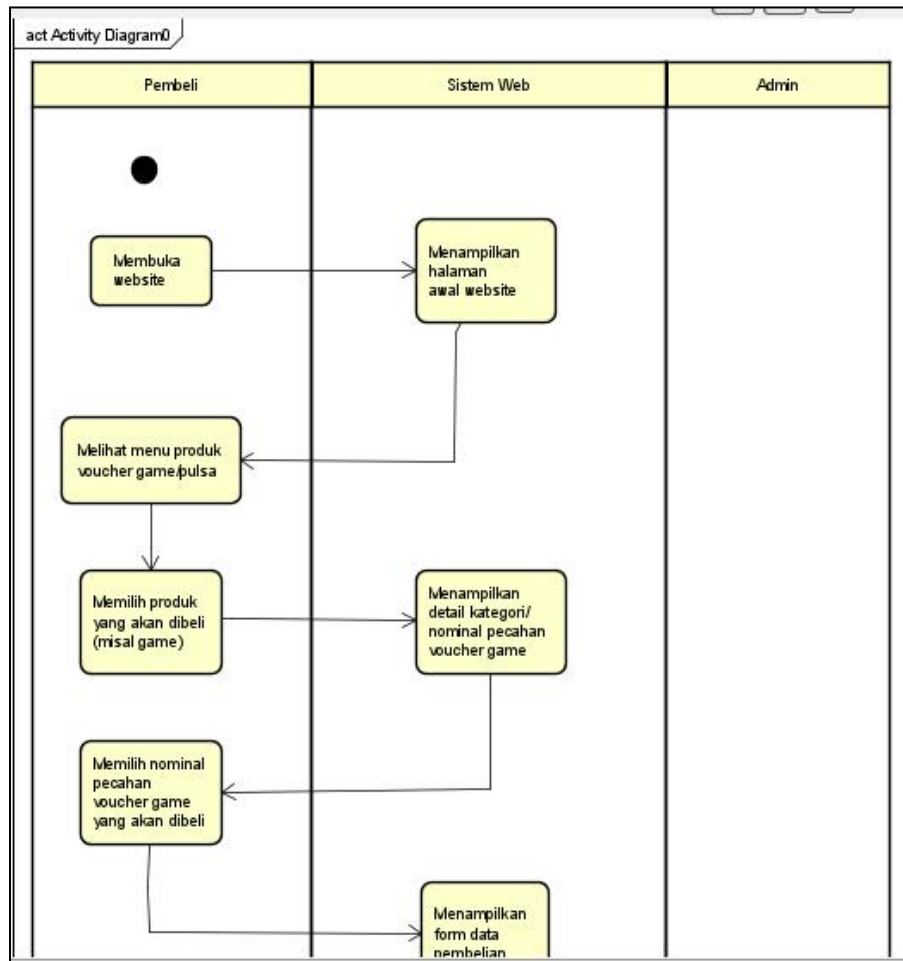 act Activity Diagram0
Pembeli
Sistem Web
Admin
Membuka
website
Menampilkan
halaman
awal website
Melihat menu produk
voucher game/pulsa
Memilih produk
yang akan dibeli
(misal game)
Menampilkan
detail kategori/
nominal pecahan
voucher game
Memilih nominal
pecahan
voucher game
yang akan dibeli
Menampilkan
form data
pembelian